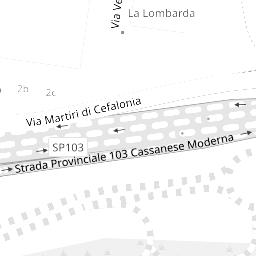 Via Ve
La Lombarda
2b
2c
Via Martiri di Cefalonia
SP103
Strada Provinciale 103 Cassanese Moderna